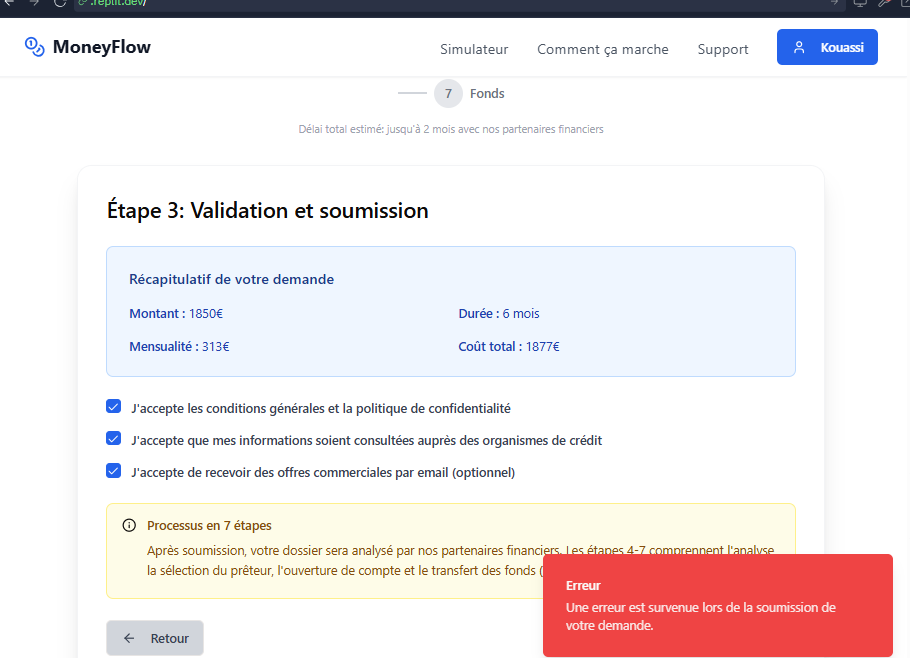 .replit.dev/
MoneyFlow
Simulateur
Comment ça marche
Support
Kouassi
7 Fonds
Délai total estimé: jusqu'à 2 mois avec nos partenaires financiers
Étape 3: Validation et soumission
Récapitulatif de votre demande
Montant : 1850€
Durée : 6 mois
Mensualité : 313€
Coût total : 1877€
J'accepte les conditions générales et la politique de confidentialité
J'accepte que mes informations soient consultées auprès des organismes de crédit
J'accepte de recevoir des offres commerciales par email (optionnel)
Processus en 7 étapes
Après soumission, votre dossier sera analysé par nos partenaires financiers. Les étapes 4-7 comprennent l'analyse
la sélection du prêteur, l'ouverture de compte et le transfert des fonds (
Erreur
Une erreur est survenue lors de la soumission de
votre demande.
Retour